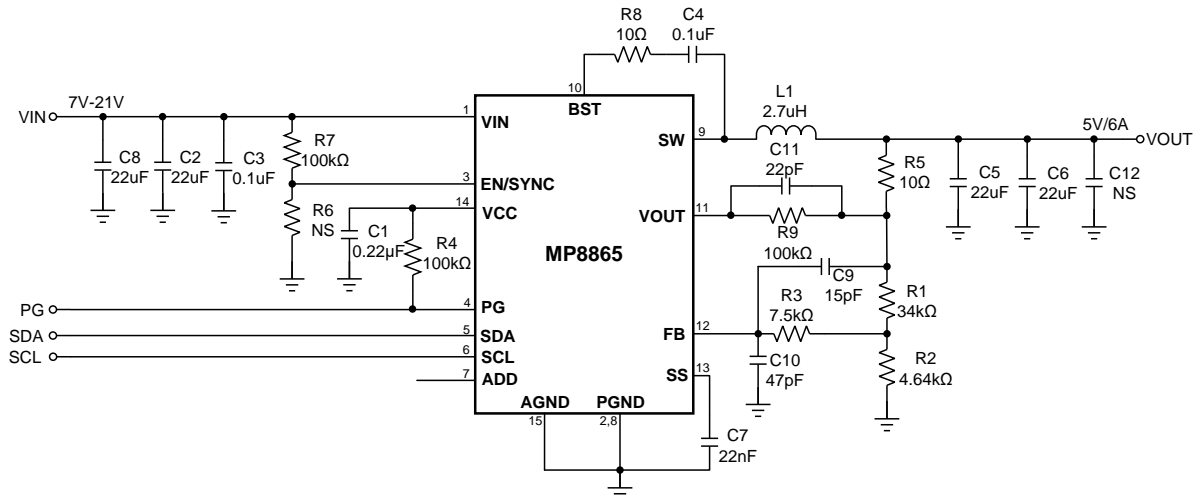 R8
10Ω
C4
0.1uF
10
BST
VIN
7V-21V
1
VIN
C8
22uF
C2
22uF
C3
0.1uF
R7
100kΩ
3
EN/SYNC
R6
NS
14
VCC
C1
0.22µF
R4
100kΩ
MP8865
SW
9
L1
2.7uH
5V/6A
VOUT
C11
22pF
R5
10Ω
C5
22uF
C6
22uF
C12
NS
VOUT
11
R9
100kΩ
C9
15pF
R1
34kΩ
R3
7.5kΩ
FB
12
C10
47pF
R2
4.64kΩ
PG
4
PG
SDA
5
SDA
SCL
6
SCL
7
ADD
SS
13
AGND
PGND
15
2,8
C7
22nF